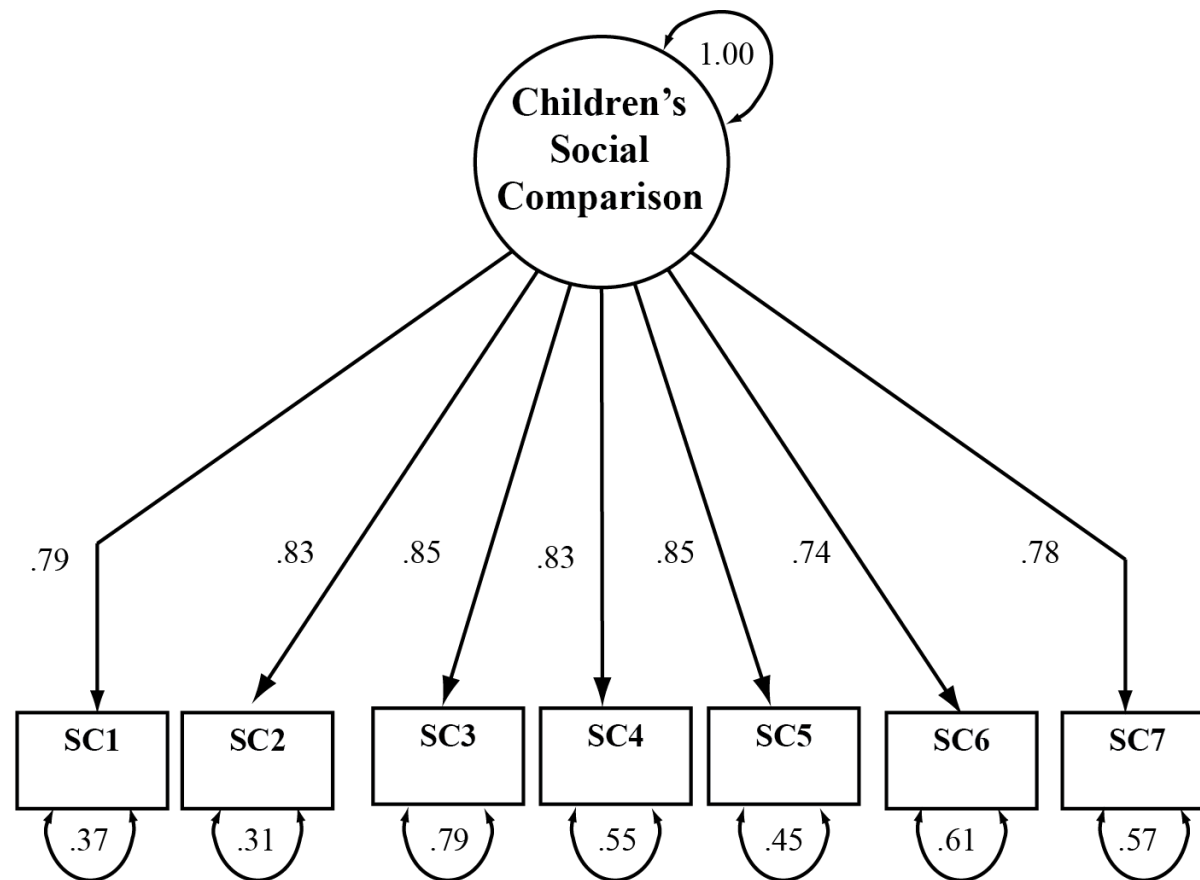 1.00
Children’s
Social
Comparison
.79
.83
.85
.83
.85
.74
.78
SC1
SC2
SC3
SC4
SC5
SC6
SC7
.37
.31
.79
.55
.45
.61
.57